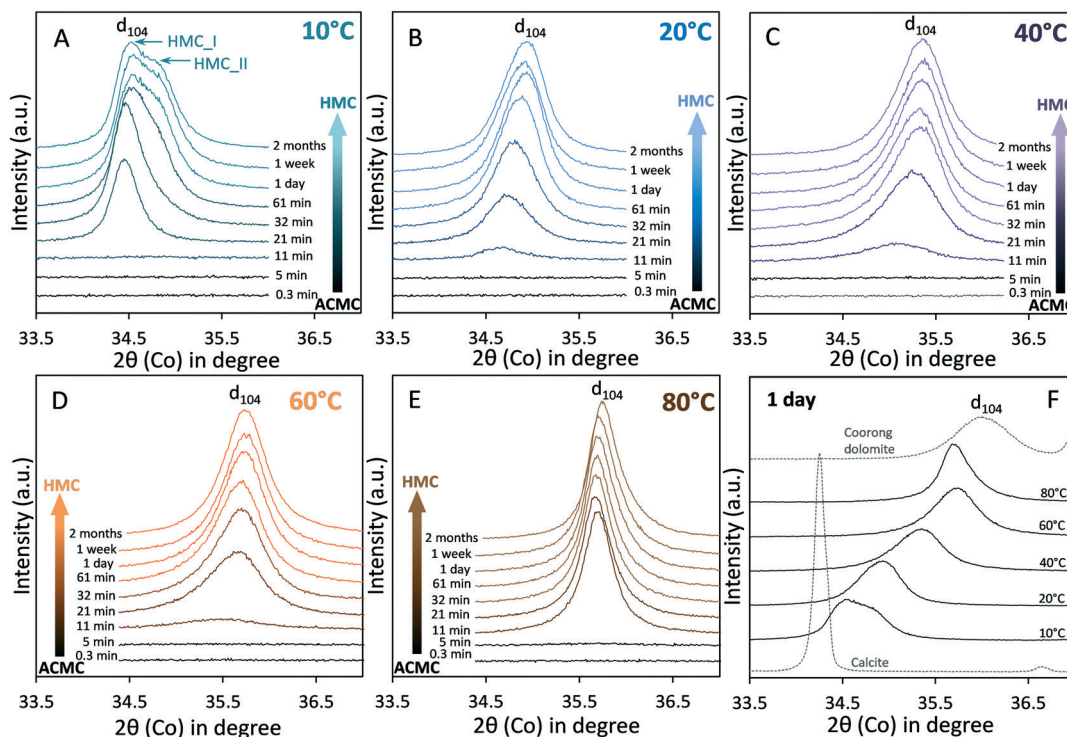 A
10°C
d104
HMC_I
HMC_II
HMC
2 months
1 week
1 day
61 min
32 min
21 min
11 min
5 min
0.3 min
ACMC
Intensity (a.u.)
33.5 34.5 35.5 36.5
2θ (Co) in degree
B
20°C
d104
HMC
2 months
1 week
1 day
61 min
32 min
21 min
11 min
5 min
0.3 min
ACMC
Intensity (a.u.)
33.5 34.5 35.5 36.5
2θ (Co) in degree
C
40°C
d104
HMC
2 months
1 week
1 day
61 min
32 min
21 min
11 min
5 min
0.3 min
ACMC
Intensity (a.u.)
33.5 34.5 35.5 36.5
2θ (Co) in degree
D
60°C
d104
HMC
2 months
1 week
1 day
61 min
32 min
21 min
11 min
5 min
0.3 min
ACMC
Intensity (a.u.)
33.5 34.5 35.5 36.5
2θ (Co) in degree
E
80°C
d104
HMC
2 months
1 week
1 day
61 min
32 min
21 min
11 min
5 min
0.3 min
ACMC
Intensity (a.u.)
33.5 34.5 35.5 36.5
2θ (Co) in degree
1 day
F
d104
Coorong
dolomite
80°C
60°C
40°C
20°C
10°C
Calcite
Intensity (a.u.)
33.5 34.5 35.5 36.5
2θ (Co) in degree